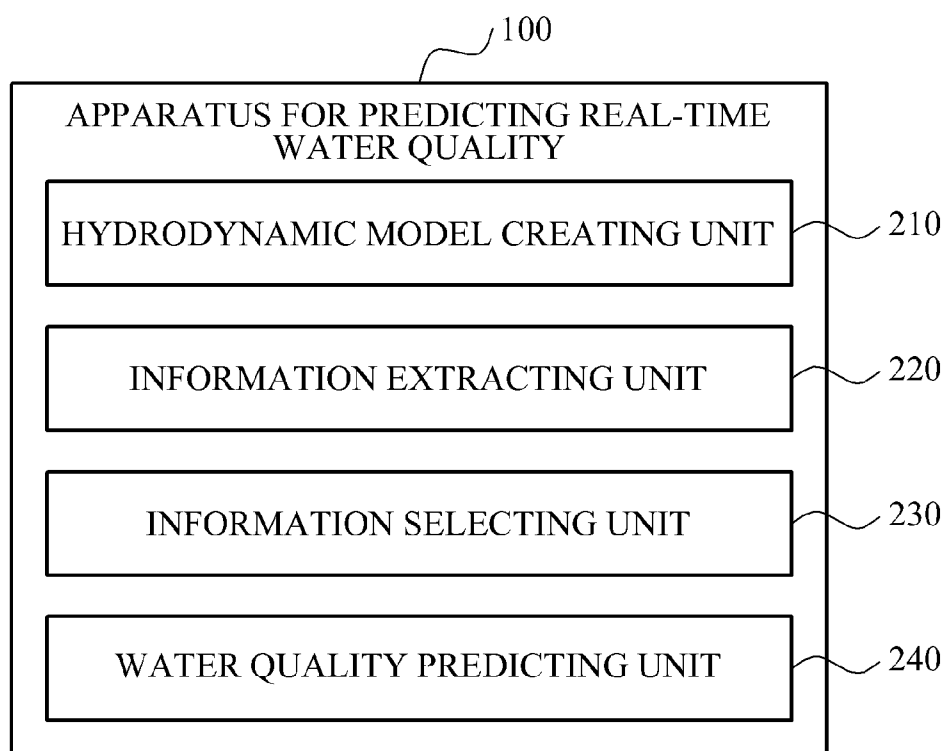 100
APPARATUS FOR PREDICTING REAL-TIME
WATER QUALITY
HYDRODYNAMIC MODEL CREATING UNIT
210
INFORMATION EXTRACTING UNIT
220
INFORMATION SELECTING UNIT
230
WATER QUALITY PREDICTING UNIT
240